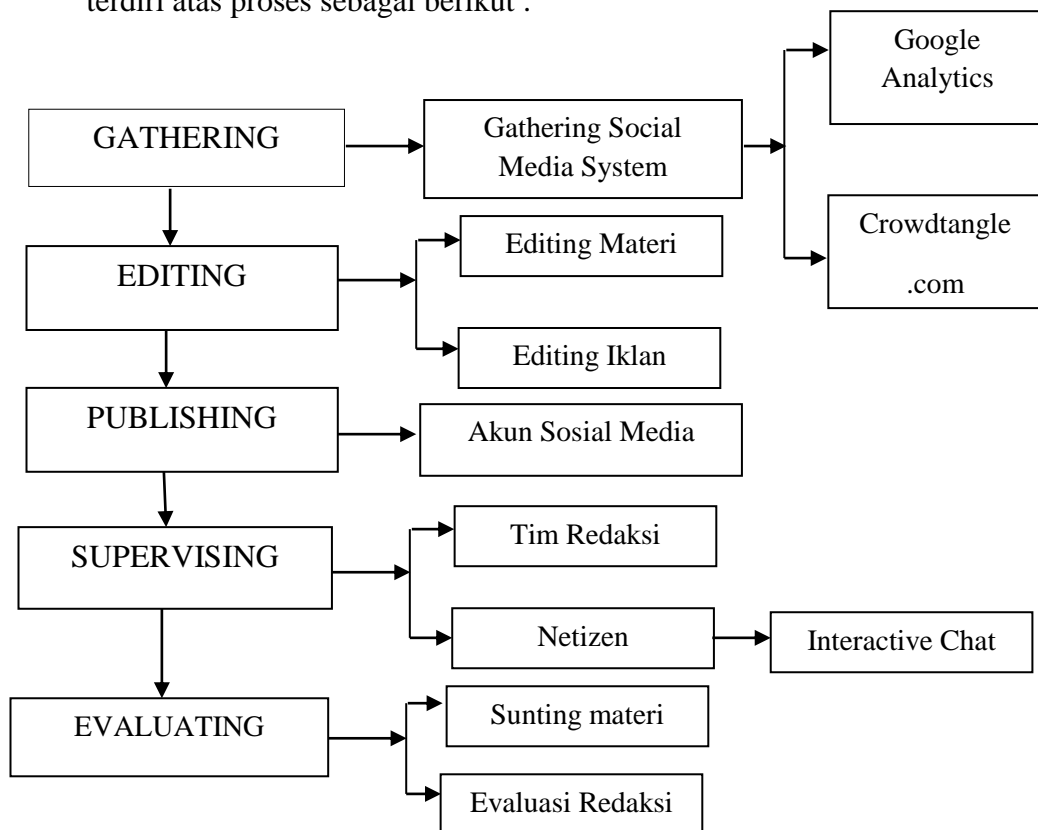 terdiri atas proses sebagai berikut :
Google
Analytics
GATHERING
Gathering Social
Media System
Crowdtangle
.com
EDITING
Editing Materi
Editing Iklan
PUBLISHING
Akun Sosial Media
SUPERVISING
Tim Redaksi
Netizen
Interactive Chat
EVALUATING
Sunting materi
Evaluasi Redaksi